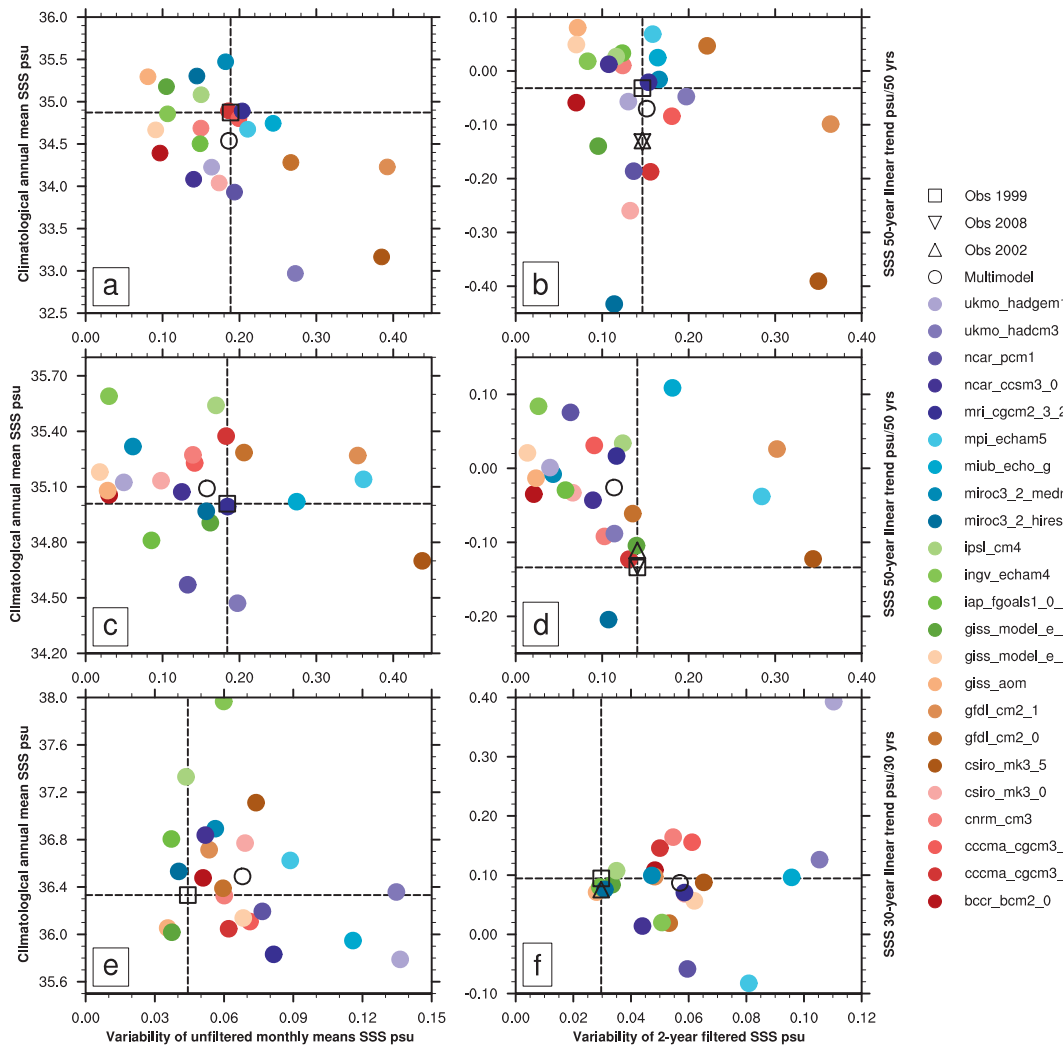 36.0
35.5
35.0
34.5
34.0
33.5
33.0
32.5
Climatological annual mean SSS psu
a
0.00 0.10 0.20 0.30 0.40
0.10
0.00
-0.10
-0.20
-0.30
-0.40
b
SSS 50-year linear trend psu/50 yrs
0.00 0.10 0.20 0.30 0.40
35.70
35.40
35.10
34.80
34.50
34.20
Climatological annual mean SSS psu
c
0.00 0.10 0.20 0.30 0.40
0.10
0.00
-0.10
-0.20
d
SSS 50-year linear trend psu/50 yrs
0.00 0.10 0.20 0.30 0.40
38.0
37.6
37.2
36.8
36.4
36.0
35.6
Climatological annual mean SSS psu
e
0.00 0.03 0.06 0.09 0.12 0.15
Variability of unfiltered monthly means SSS psu
0.40
0.30
0.20
0.10
0.00
-0.10
f
SSS 30-year linear trend psu/30 yrs
0.00 0.02 0.04 0.06 0.08 0.10 0.12
Variability of 2-year filtered SSS psu
Obs 1999
Obs 2008
Obs 2002
Multimodel
ukmo_hadgem1
ukmo_hadcm3
ncar_pcm1
ncar_ccsm3_0
mri_cgcm2_3_2
mpi_echam5
miub_echo_g
miroc3_2_medr
miroc3_2_hires
ipsl_cm4
ingv_echam4
iap_fgoals1_0_
giss_model_e_
giss_model_e_
giss_aom
gfdl_cm2_1
gfdl_cm2_0
csiro_mk3_5
csiro_mk3_0
cnrm_cm3
cccma_cgcm3_
cccma_cgcm3_
bccr_bcm2_0